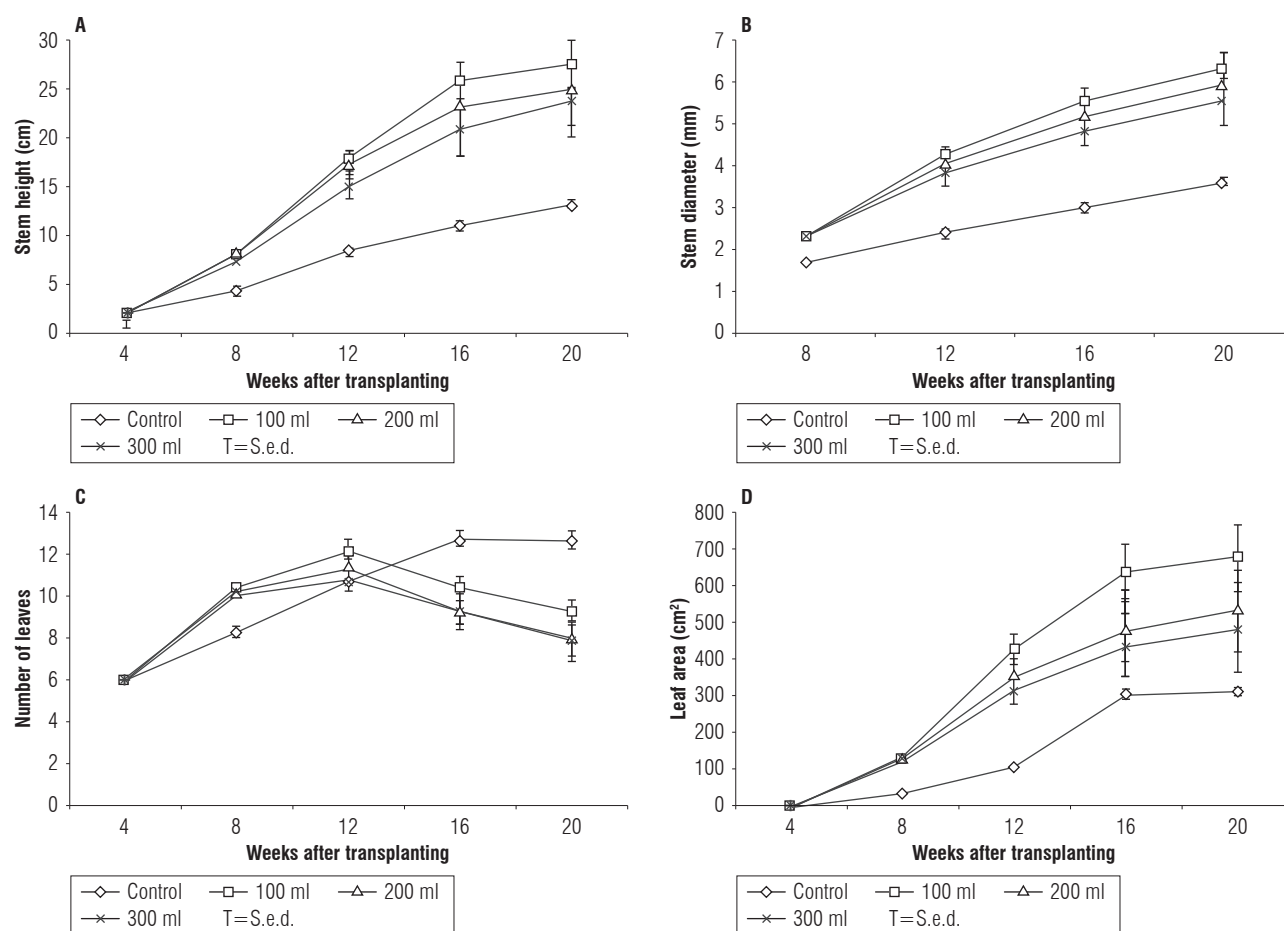 A
30
25
20
15
10
5
0
Stem height (cm)
4 8 12 16 20
Weeks after transplanting
Control 100 ml 200 ml
300 ml T=S.e.d.
B
7
6
5
4
3
2
1
0
Stem diameter (mm)
8 12 16 20
Weeks after transplanting
Control 100 ml 200 ml
300 ml T=S.e.d.
C
14
12
10
8
6
4
2
0
Number of leaves
4 8 12 16 20
Weeks after transplanting
Control 100 ml 200 ml
300 ml T=S.e.d.
D
800
700
600
500
400
300
200
100
0
Leaf area (cm²)
4 8 12 16 20
Weeks after transplanting
Control 100 ml 200 ml
300 ml T=S.e.d.